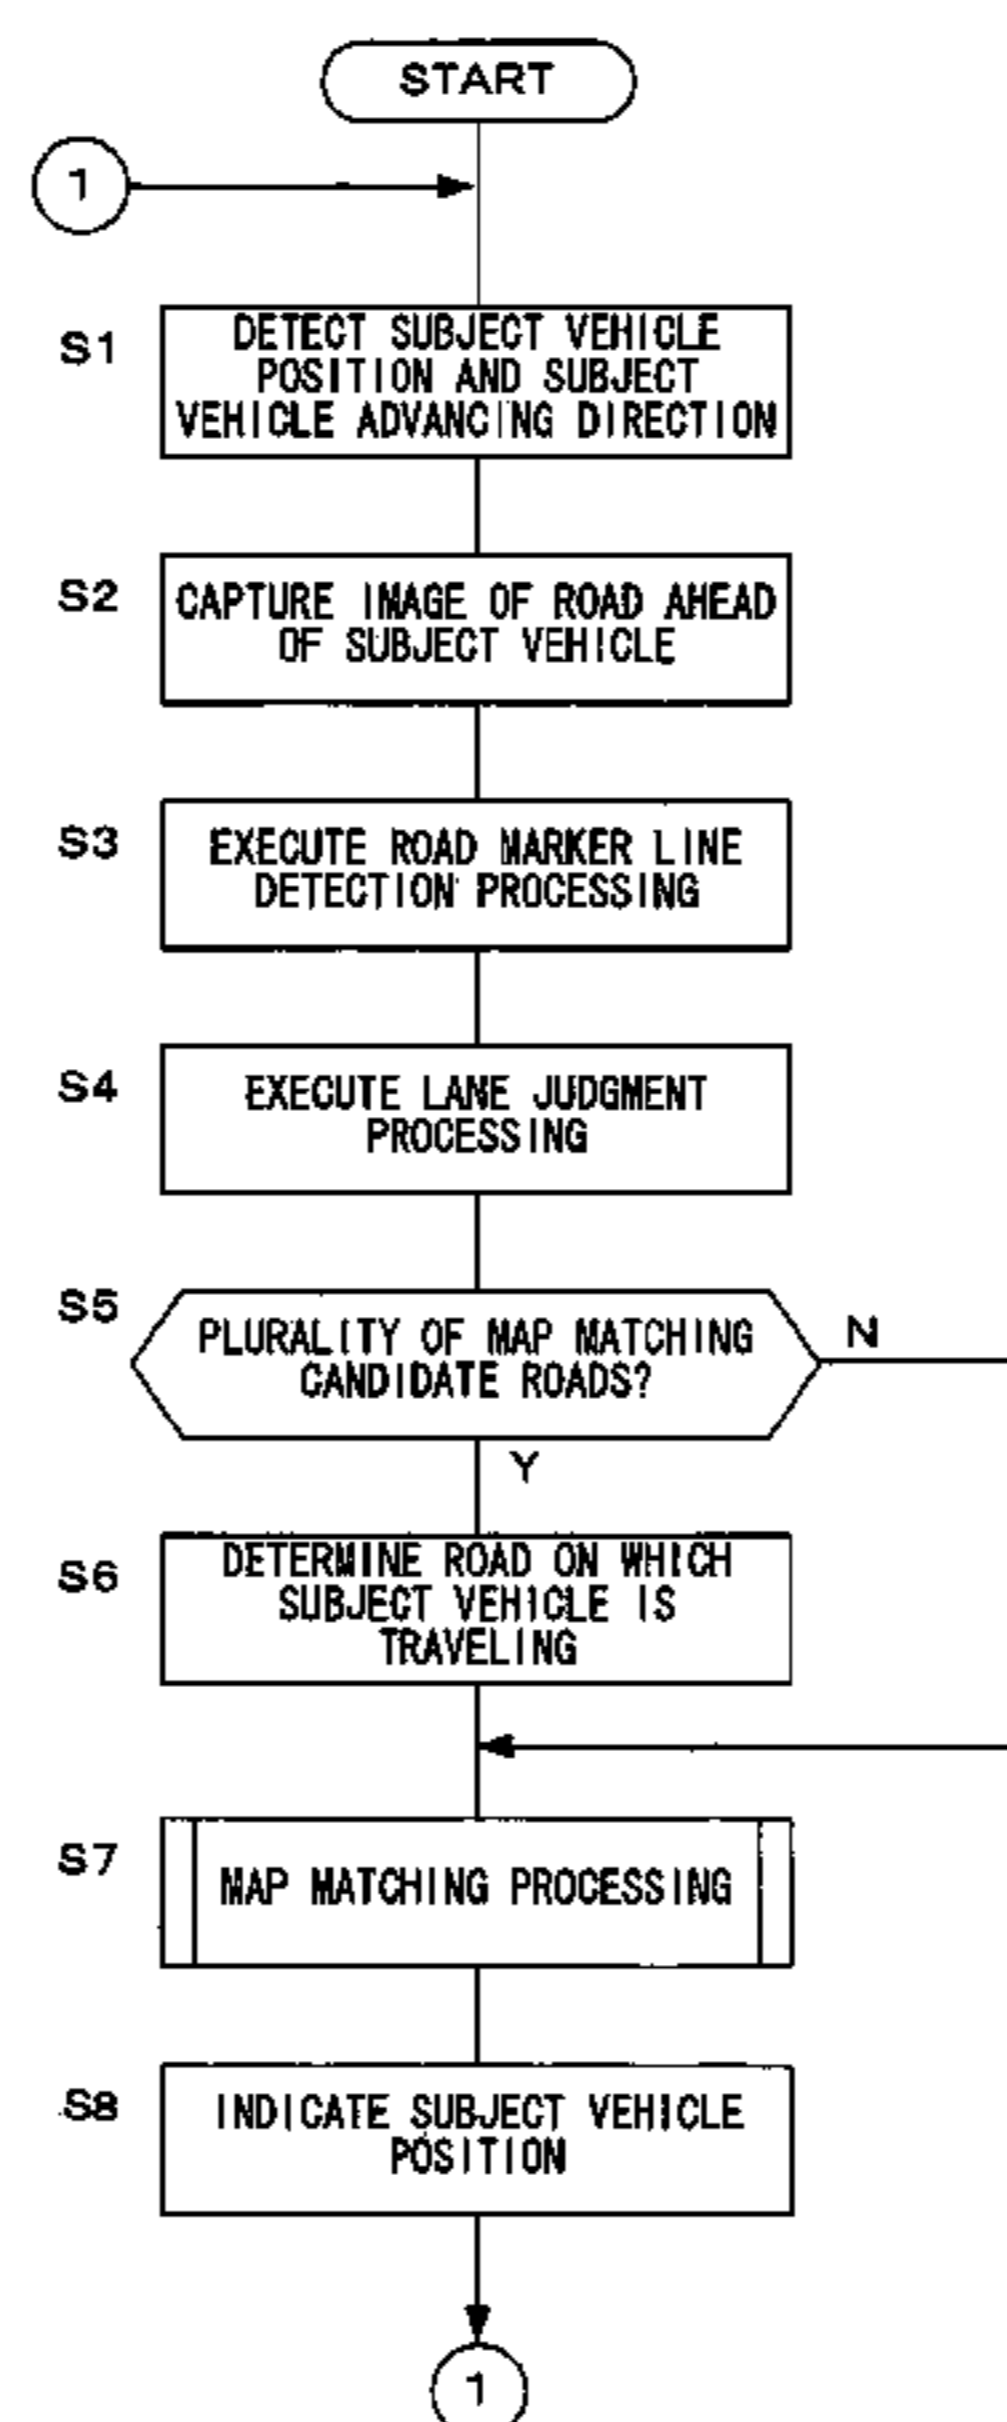 START
1
S1
DETECT SUBJECT VEHICLE
POSITION AND SUBJECT
VEHICLE ADVANCING DIRECTION
S2
CAPTURE IMAGE OF ROAD AHEAD
OF SUBJECT VEHICLE
S3
EXECUTE ROAD MARKER LINE
DETECTION PROCESSING
S4
EXECUTE LANE JUDGMENT
PROCESSING
S5
PLURALITY OF MAP MATCHING
CANDIDATE ROADS?
N
Y
S6
DETERMINE ROAD ON WHICH
SUBJECT VEHICLE IS
TRAVELING
S7
MAP MATCHING PROCESSING
S8
INDICATE SUBJECT VEHICLE
POSITION
1